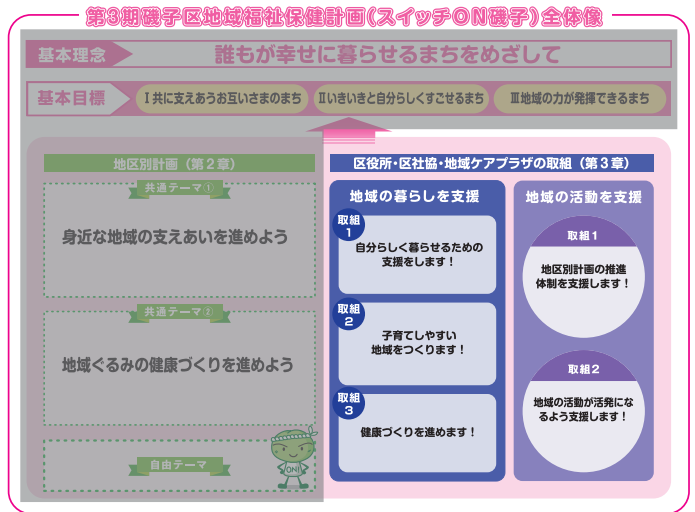 第3期磯子区地域福祉保健計画(スイッチON磯子)全体像
基本理念
誰もが幸せに暮らせるまちをめざして
基本目標
Ⅰ共に支えあうお互いさまのまち
Ⅱいきいきと自分らしくすごせるまち
Ⅲ地域の力が発揮できるまち
地区別計画(第2章)
共通テーマ①
身近な地域の支えあいを進めよう
共通テーマ②
地域ぐるみの健康づくりを進めよう
自由テーマ
ON!
区役所・区社協・地域ケアプラザの取組(第3章)
地域の暮らしを支援
取組
1
自分らしく暮らせるための
支援をします!
取組
2
子育てしやすい
地域をつくります!
取組
3
健康づくりを進めます!
地域の活動を支援
取組1
地区別計画の推進
体制を支援します!
取組2
地域の活動が活発にな
るよう支援します!